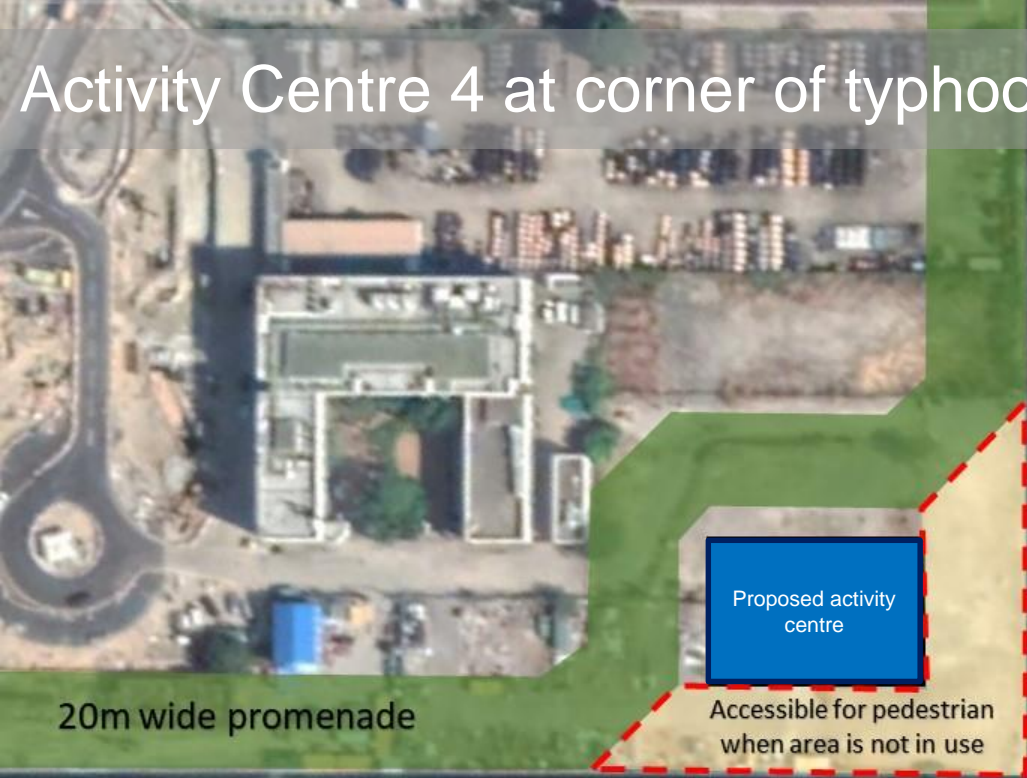 Activity Centre 4 at corner of
Proposed activity
centre
20m wide promenade
Accessible for pedestrian
when area is not in use